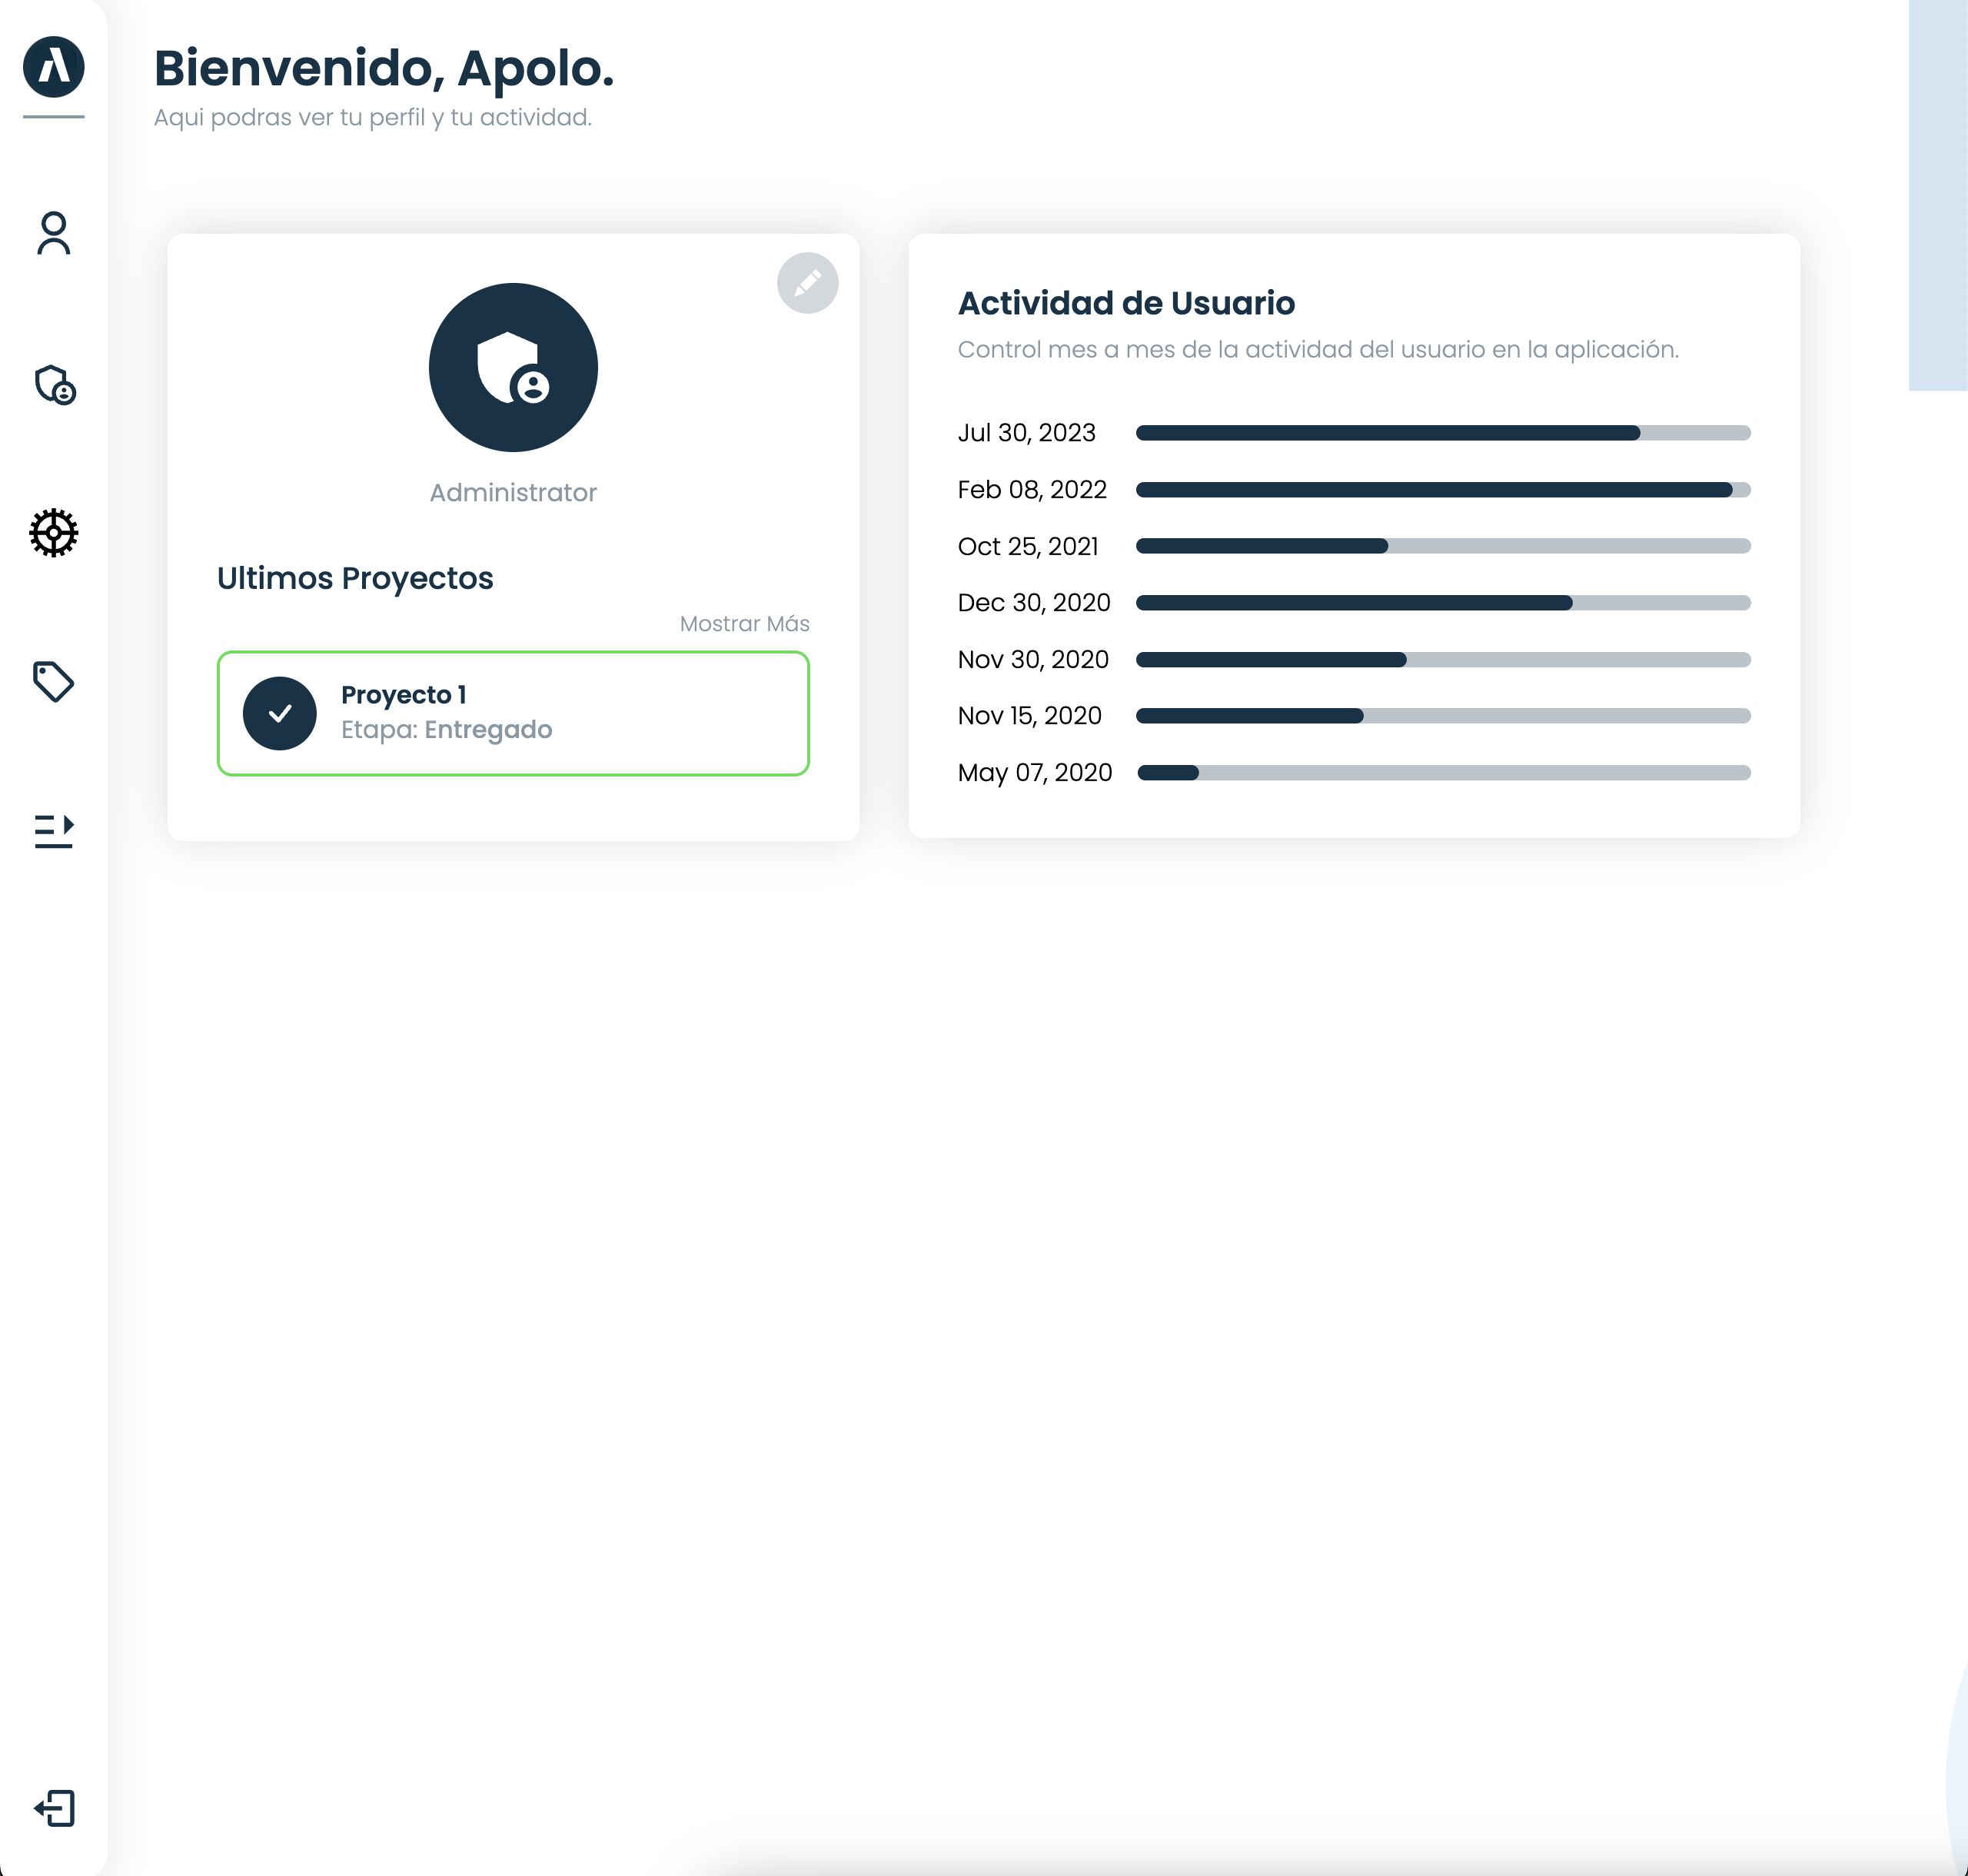 Bienvenido, Apolo.
Aqui podras ver tu perfil y tu actividad.
Administrator
Ultimos Proyectos
Mostrar Más
Proyecto 1
Etapa: Entregado
Actividad de Usuario
Control mes a mes de la actividad del usuario en la aplicación.
Jul 30, 2023
Feb 08, 2022
Oct 25, 2021
Dec 30, 2020
Nov 30, 2020
Nov 15, 2020
May 07, 2020